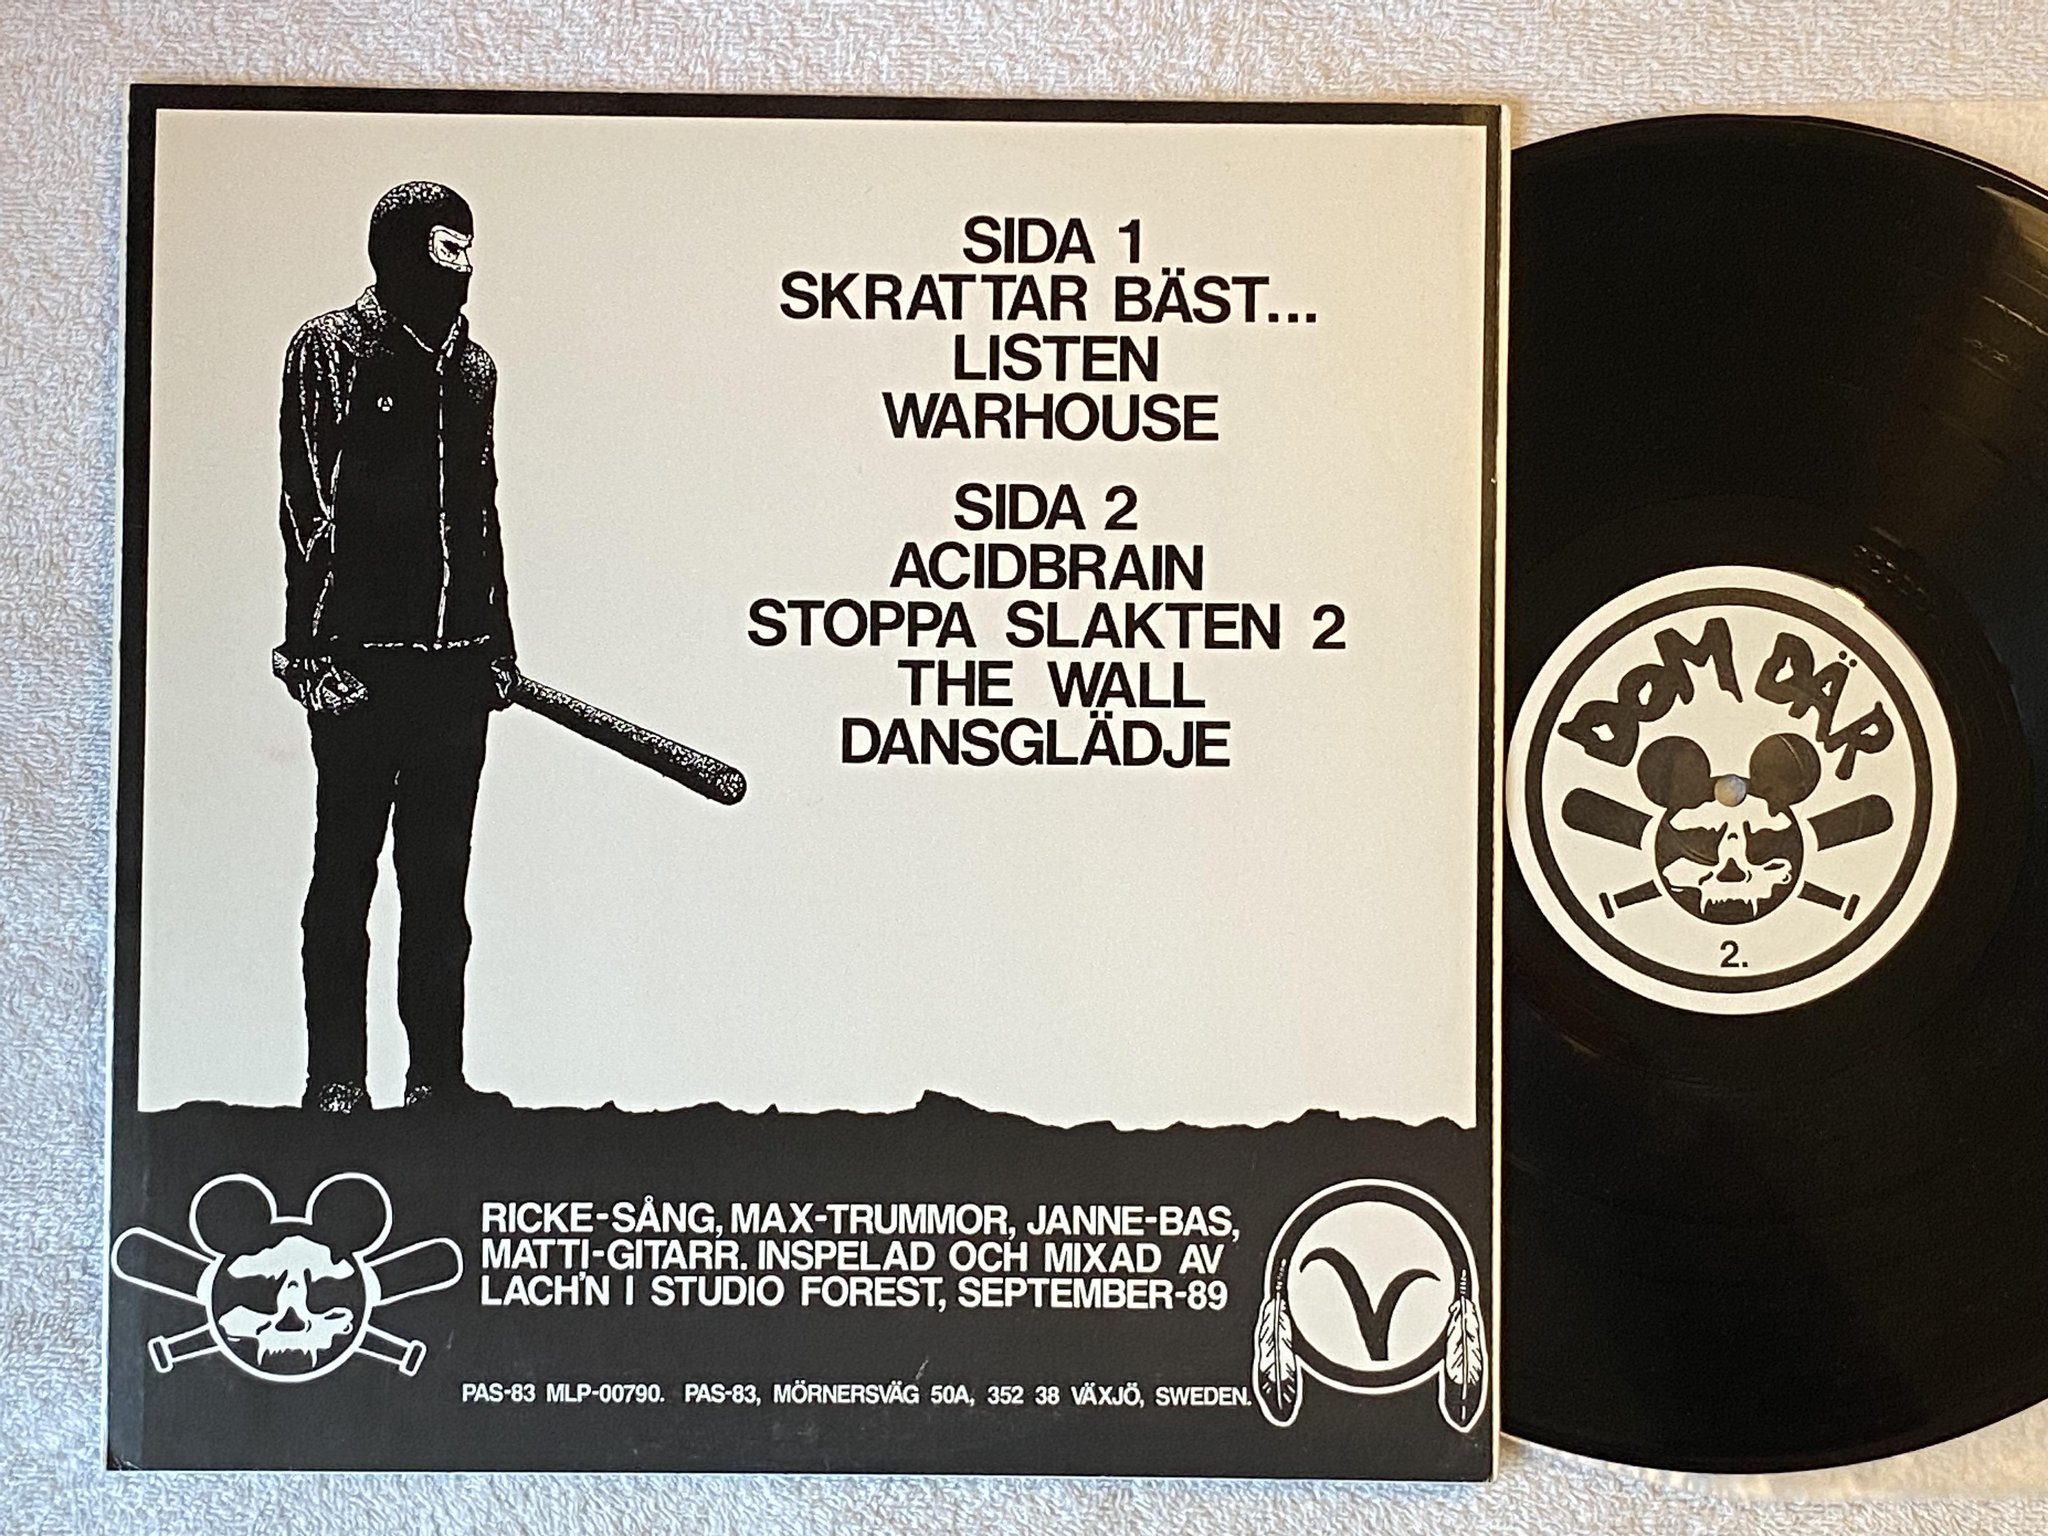 SIDA 1
SKRATTAR BÄST...
LISTEN
WARHOUSE
SIDA 2
ACIDBRAIN
STOPPA SLAKTEN 2
THE WALL
DANSGLÄDJE
RICKE-SÅNG, MAX-TRUMMOR, JANNE-BAS,
MATTI-GITARR. INSPELAD OCH MIXAD AV
LACH'N I STUDIO FOREST, SEPTEMBER-89
PAS-83 MLP-00790. PAS-83, MÖRNERSVÄG 50A, 352 38 VÄXJÖ, SWEDEN.
DOM DÄR
2.